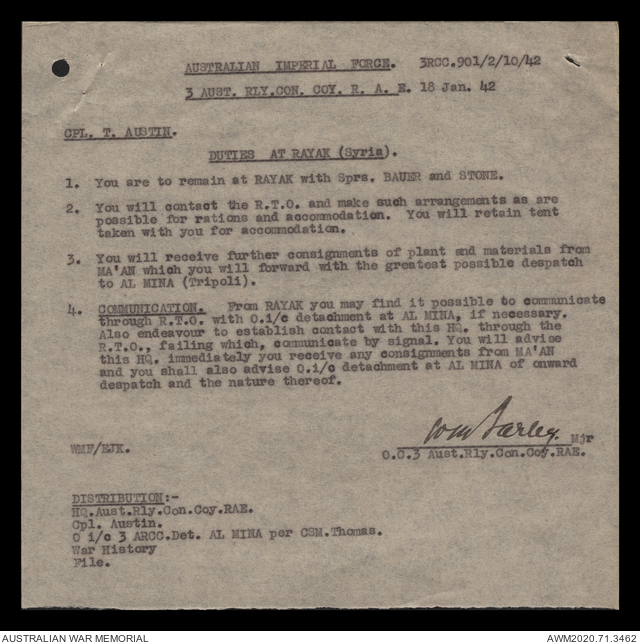 AUSTRALIAN IMPERIAL FORCE. 3RCC.901/2/10/42
3 AUST. RLY.CON. COY. R. A. E. 18 Jan. 42
CPL. T. AUSTIN.
DUTIES AT RAYAK (Syria).
1. You are to remain at RAYAK with Sprs. BAUER and STONE.
2. You will contact the R.T.O. and make such arrangements as are
possible for rations and accommodation. You will retain tent
taken with you for accommodation.
3. You will receive further consignments of plant and materials from
MA'AN which you will forward with the greatest possible despatch
to AL MINA (Tripoli).
4. COMMUNICATION. From RAYAK you may find it possible to communicate
through R.T.O. with O.i/c detachment at AL MINA, if necessary.
Also endeavour to establish contact with this HQ. through the
R.T.O., failing which, communicate by signal. You will advise
this HQ. immediately you receive any consignments from MA'AN
and you shall also advise O.i/c detachment at AL MINA of onward
despatch and the nature thereof.
Mjr
WMF/EJK.
O.C.3 Aust.Rly.Con.Coy.RAE.
DISTRIBUTION:-
HQ.Aust.Rly.Con.Coy.RAE.
Cpl. Austin.
O i/c 3 ARCC.Det. AL MINA per CSM.Thomas.
War History
File.
AUSTRALIAN WAR MEMORIAL
AWM2020.71.3462